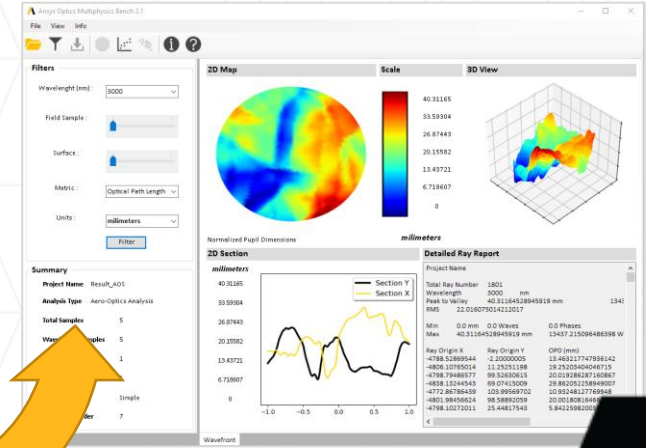 Ansys Optics Multiphysics Bench 2.1
File View Info
Filters
Wavelenght (nm) : 3000
Field Sample :
Surface :
Metric : Optical Path Length
Units : milimeters
Filter
2D Map
Scale
3D View
40.31165
33.59304
26.87443
20.15582
13.43721
6.718607
0
Normalized Pupil Dimensions
milimeters
Summary
Project Name Result_AOS
Analysis Type Aero-Optics Analysis
Total Samples 5
5
1
Simple
7
2D Section
milimeters
40.31165
33.59304
26.87443
20.15582
13.43721
6.718607
0
Section Y
Section X
-1.0 -0.5 0.0 0.5 1.0
Detailed Ray Report
Project Name
Total Ray Number 1801
Wavelength 3000 nm
Peak to Valley 40.31164528945919 mm 1343
RMS 22.016075014212017
Min 0.0 mm 0.0 Waves 0.0 Phases
Max 40.31164528945919 mm 13437.215096486398 W
Ray Origin X Ray Origin Y OPD (mm)
-4788.52869544 -2.20000005 13.463217747936142
-4806.10765014 11.25251198 19.25203404046715
-4798.79486577 99.52630615 20.01928628716086
-4838.15244543 69.07415009 29.862052258949007
-4772.86786439 103.99569702 10.93248127769948
-4801.98456624 98.58892059
-4798.10272011 25.44817543
Wavefront